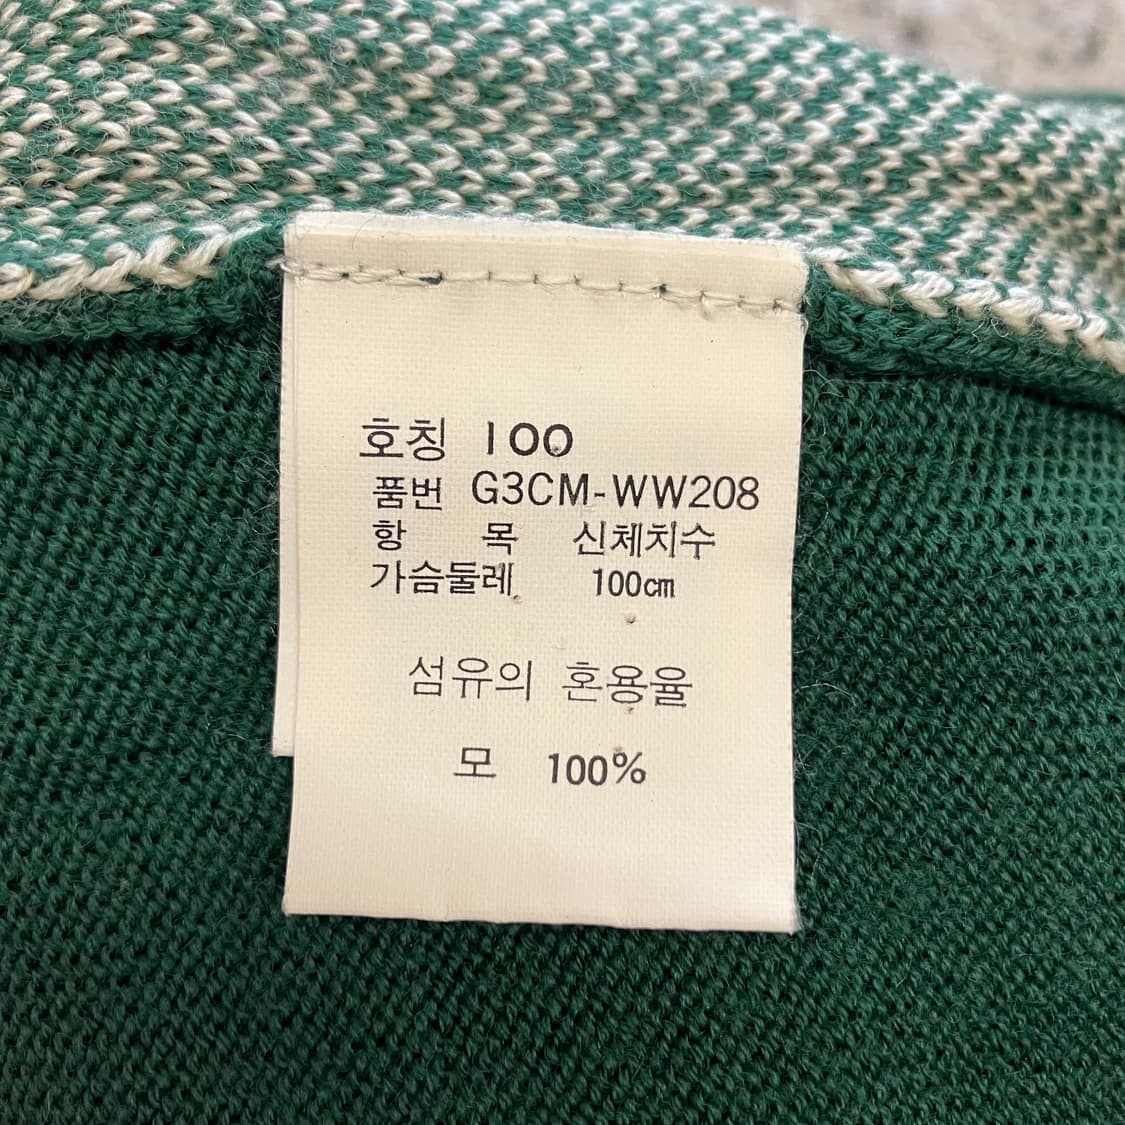 호칭 100
품번 G3CM-WW208
항 목 신체치수
가슴둘레 100㎝
섬유의 혼용율
모 100%